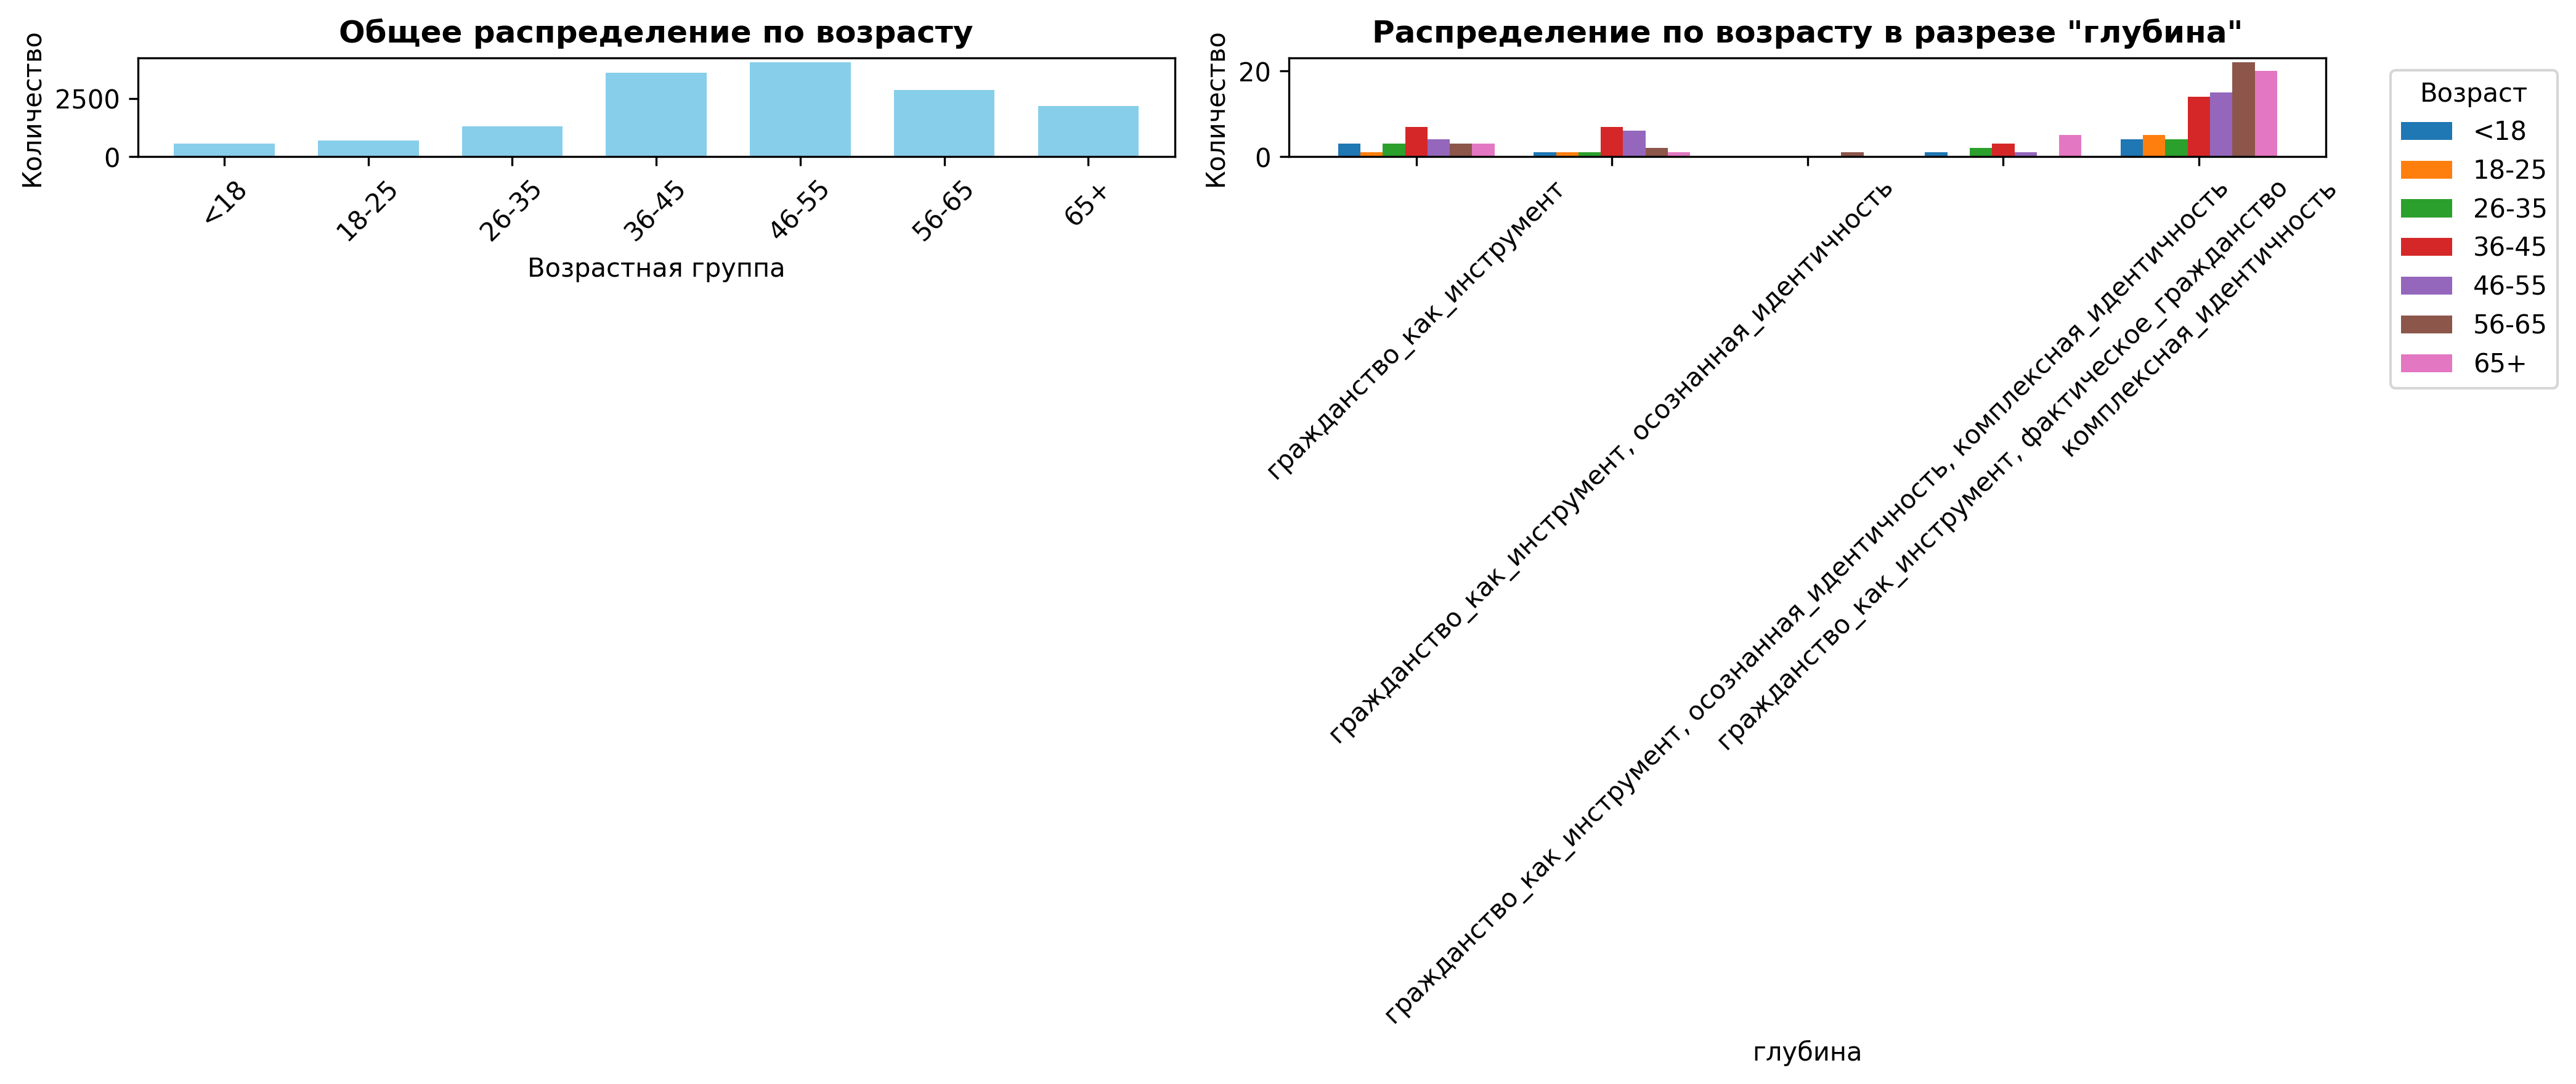 Общее распределение по возрасту
Количество
2500
0
<18
18-25
26-35
36-45
46-55
56-65
65+
Возрастная группа
Распределение по возрасту в разрезе "глубина"
Количество
20
0
гражданство_как_инструмент
гражданство_как_инструмент, осознанная_идентичность
гражданство_как_инструмент, осознанная_идентичность, комплексная_идентичность
гражданство_как_инструмент, фактическое_гражданство
комплексная_идентичность
глубина
Возраст
<18
18-25
26-35
36-45
46-55
56-65
65+